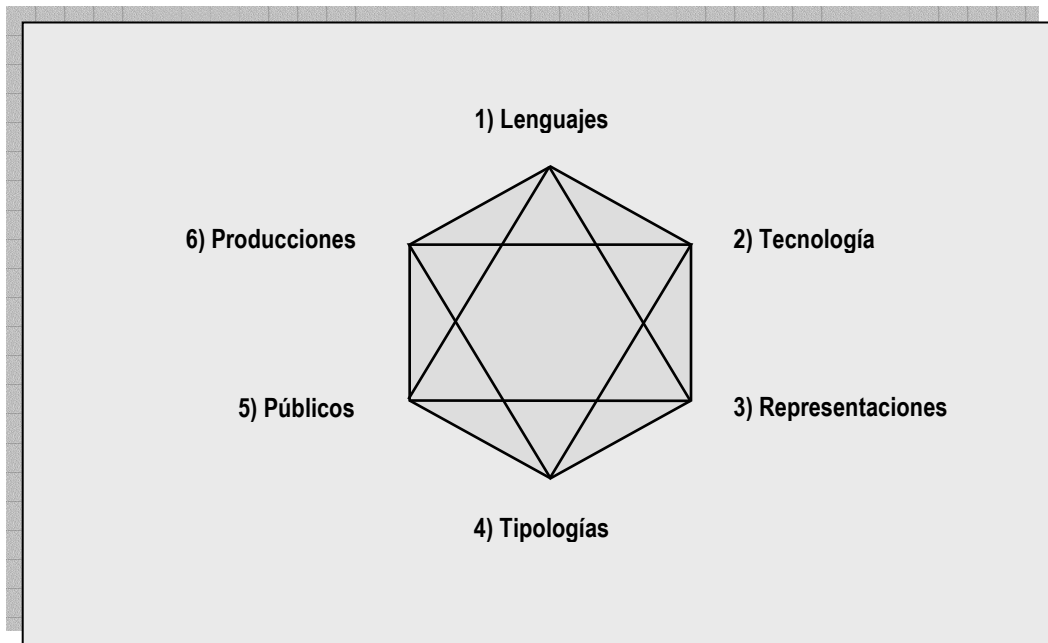 1) Lenguajes
6) Producciones
2) Tecnología
5) Públicos
3) Representaciones
4) Tipologías